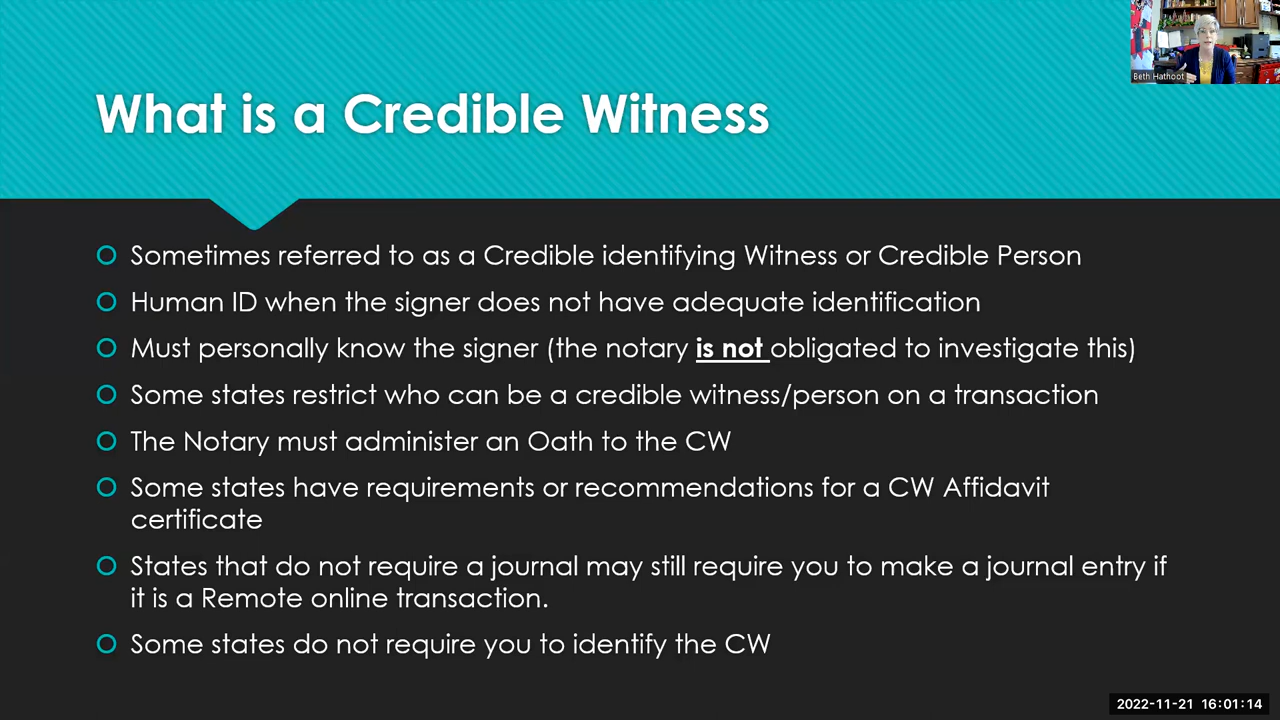 Beth Hathoot
What is a Credible Witness
Sometimes referred to as a Credible identifying Witness or Credible Person
Human ID when the signer does not have adequate identification
Must personally know the signer (the notary is not obligated to investigate this)
Some states restrict who can be a credible witness/person on a transaction
The Notary must administer an Oath to the CW
Some states have requirements or recommendations for a CW Affidavit
certificate
States that do not require a journal may still require you to make a journal entry if
it is a Remote online transaction.
Some states do not require you to identify the CW
2022-11-21 16:01:14